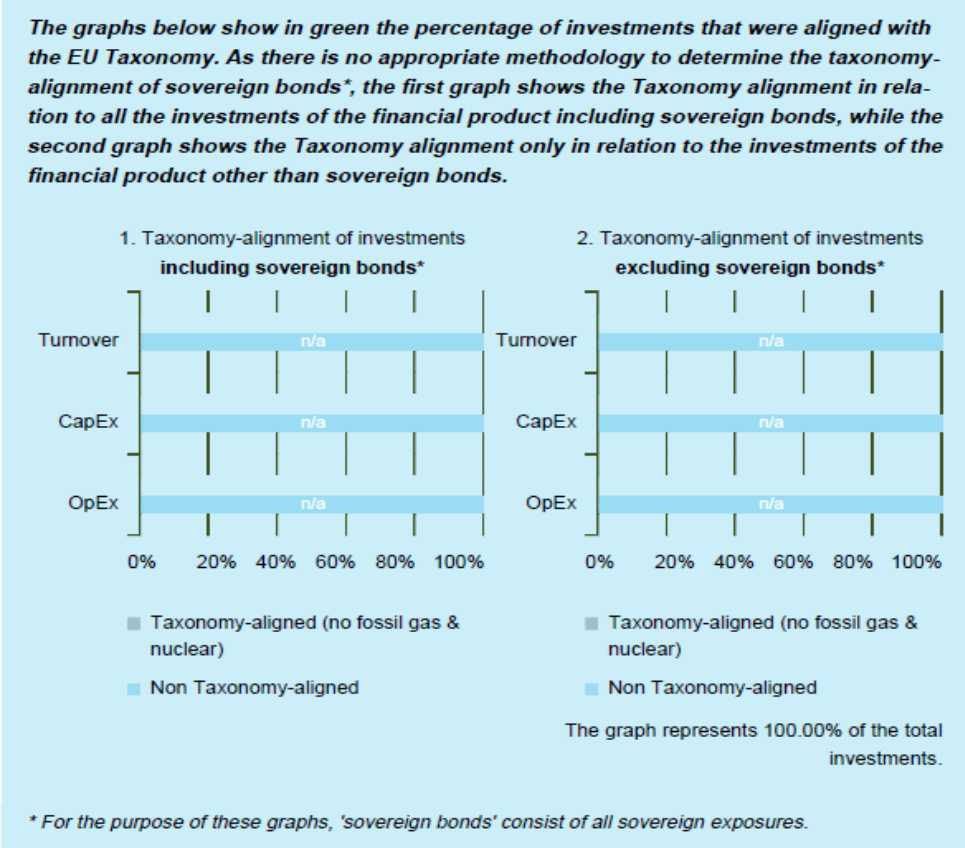 The graphs below show in green the percentage of investments that were aligned with
the EU Taxonomy. As there is no appropriate methodology to determine the taxonomy-
alignment of sovereign bonds*, the first graph shows the Taxonomy alignment in rela-
tion to all the investments of the financial product including sovereign bonds, while the
second graph shows the Taxonomy alignment only in relation to the investments of the
financial product other than sovereign bonds.
1. Taxonomy-alignment of investments
including sovereign bonds*
Turnover
n/a
CapEx
n/a
OpEx
n/a
0% 20% 40% 60% 80% 100%
Taxonomy-aligned (no fossil gas &
nuclear)
Non Taxonomy-aligned
2. Taxonomy-alignment of investments
excluding sovereign bonds*
Turnover
n/a
CapEx
n/a
OpEx
n/a
0% 20% 40% 60% 80% 100%
Taxonomy-aligned (no fossil gas &
nuclear)
Non Taxonomy-aligned
The graph represents 100.00% of the total
investments.
* For the purpose of these graphs, 'sovereign bonds' consist of all sovereign exposures.